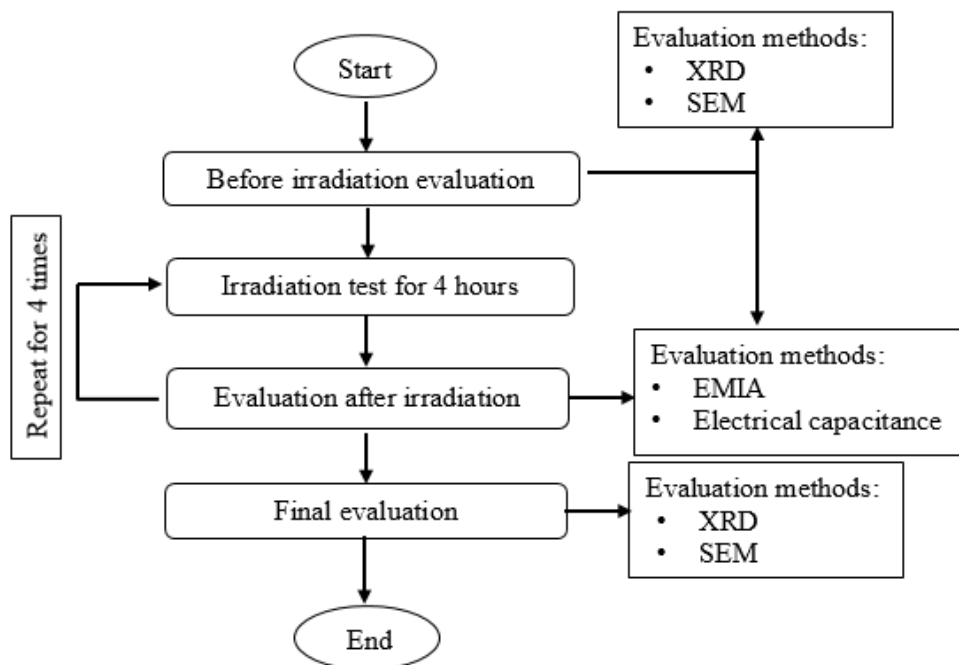 Start
Evaluation methods:
• XRD
• SEM
Before irradiation evaluation
Repeat for 4 times
Irradiation test for 4 hours
Evaluation after irradiation
Evaluation methods:
• EMIA
• Electrical capacitance
Final evaluation
Evaluation methods:
• XRD
• SEM
End